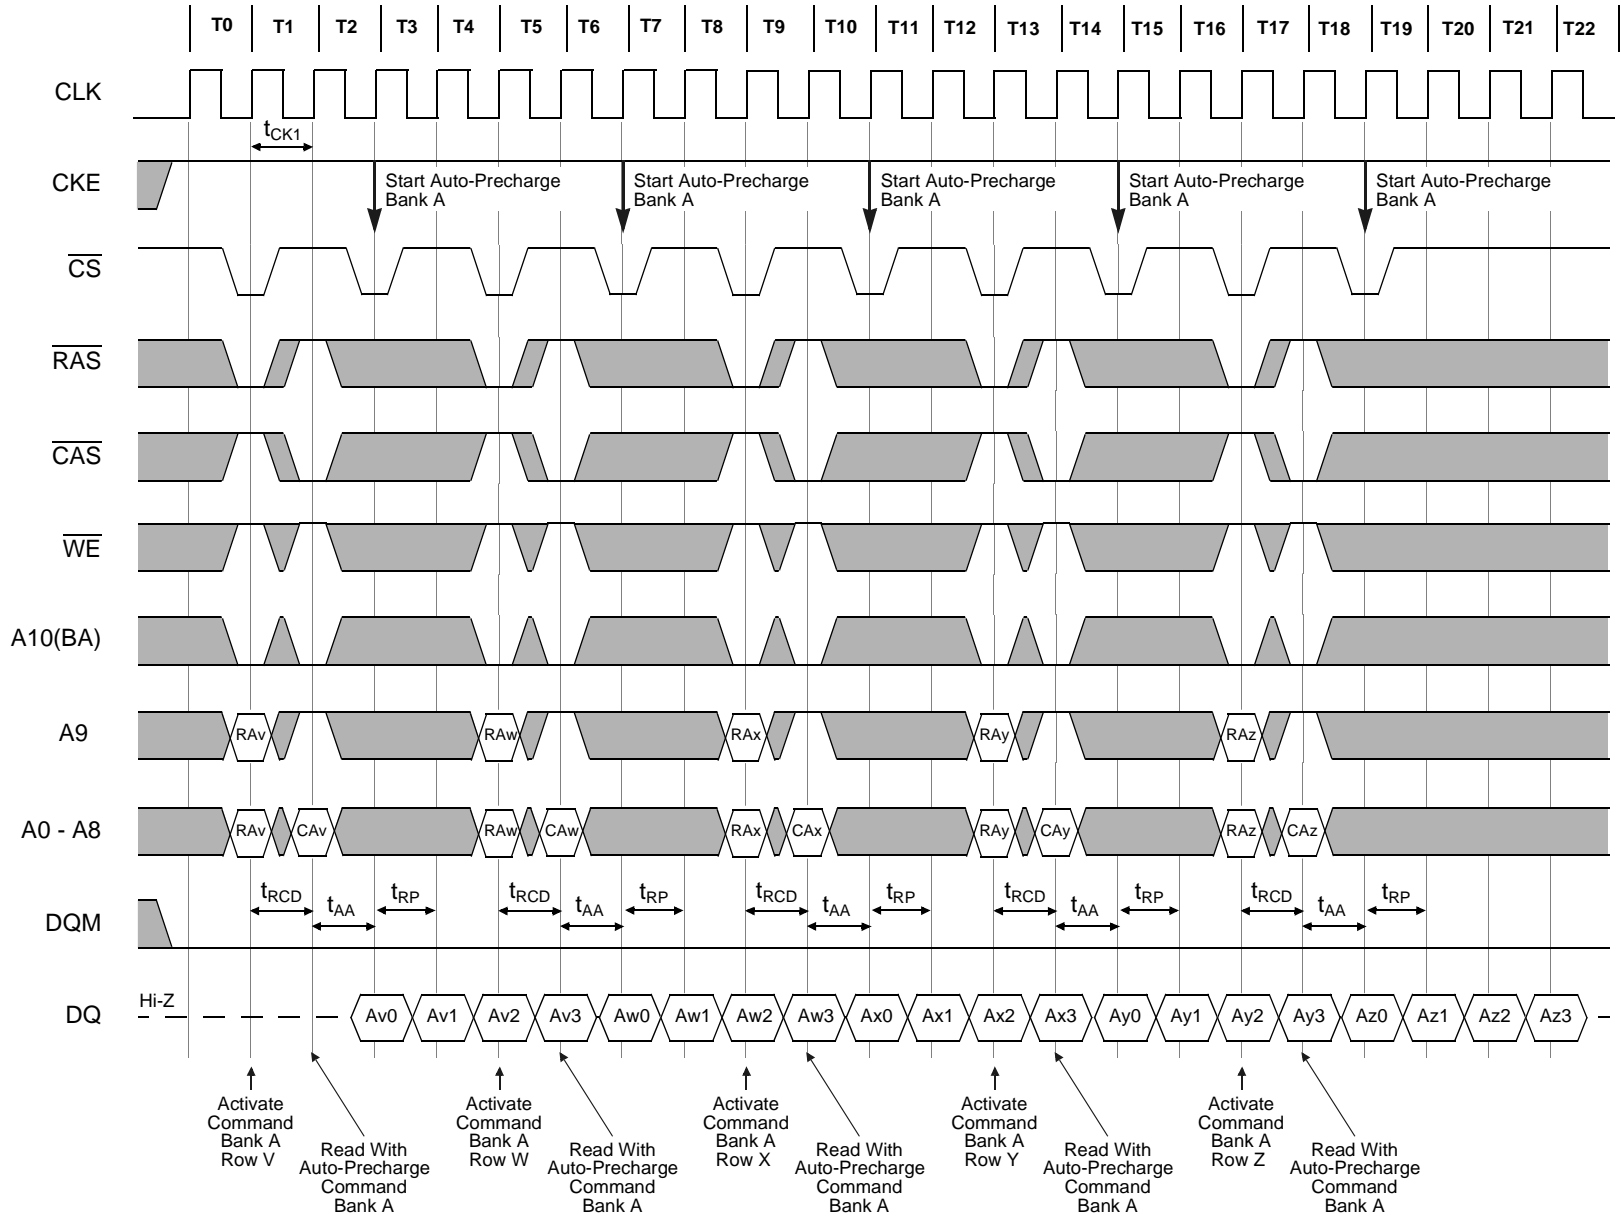 T0 T1 T2 T3 T4 T5 T6 T7 T8 T9 T10 T11 T12 T13 T14 T15 T16 T17 T18 T19 T20 T21 T22
CLK
tCK1
CKE
Start Auto-Precharge
Bank A
Start Auto-Precharge
Bank A
Start Auto-Precharge
Bank A
Start Auto-Precharge
Bank A
Start Auto-Precharge
Bank A
CS
RAS
CAS
WE
A10(BA)
A9
RAv RAw RAx RAy RAz
A0 - A8
RAv CAv RAw CAw RAx CAx RAy CAy RAz CAz
DQM
tRCD tAA tRP tRCD tAA tRP tRCD tAA tRP tRCD tAA tRP tRCD tAA tRP
DQ
Hi-Z
Av0 Av1 Av2 Av3 Aw0 Aw1 Aw2 Aw3 Ax0 Ax1 Ax2 Ax3 Ay0 Ay1 Ay2 Ay3 Az0 Az1 Az2 Az3
Activate
Command
Bank A
Row V
Read With
Auto-Precharge
Command
Bank A
Activate
Command
Bank A
Row W
Read With
Auto-Precharge
Command
Bank A
Activate
Command
Bank A
Row X
Read With
Auto-Precharge
Command
Bank A
Activate
Command
Bank A
Row Y
Read With
Auto-Precharge
Command
Bank A
Activate
Command
Bank A
Row Z
Read With
Auto-Precharge
Command
Bank A